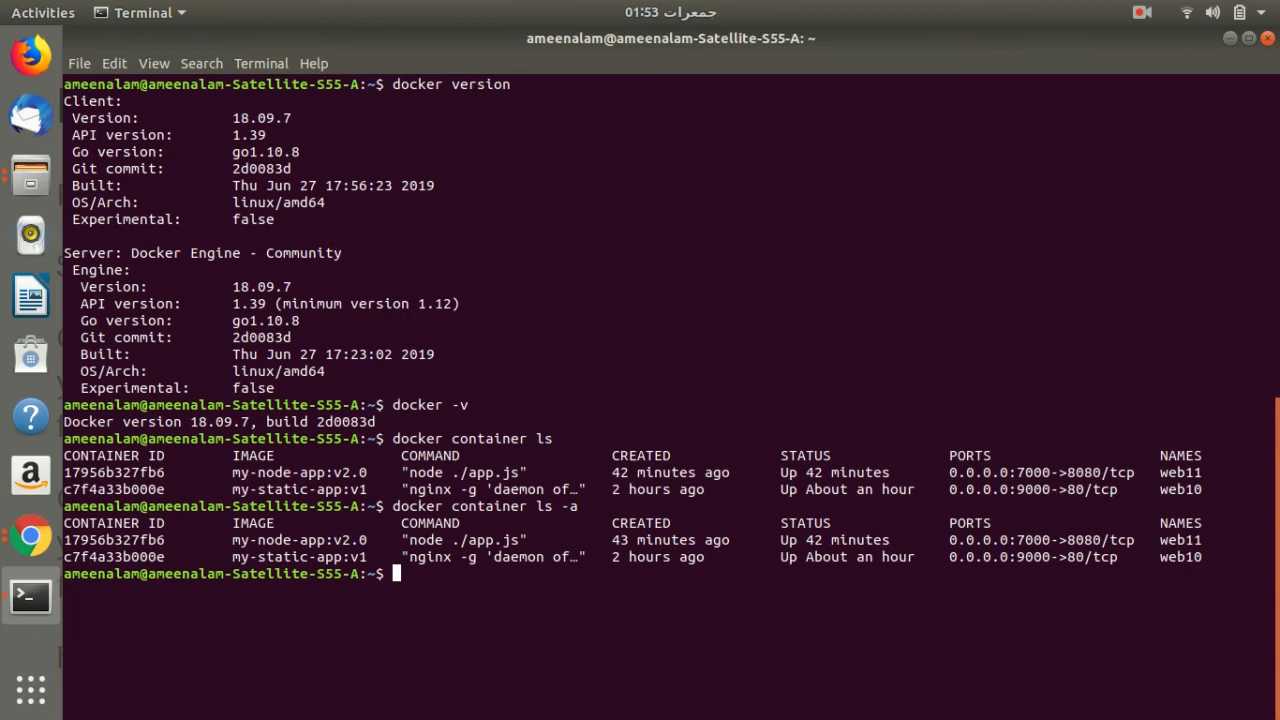 Activities Terminal 01:53 جمعرات
ameenalam@ameenalam-Satellite-S55-A: ~
File Edit View Search Terminal Help
ameenalam@ameenalam-Satellite-S55-A:~$ docker version
Client:
 Version:           18.09.7
 API version:       1.39
 Go version:        go1.10.8
 Git commit:        2d0083d
 Built:             Thu Jun 27 17:56:23 2019
 OS/Arch:           linux/amd64
 Experimental:      false

Server: Docker Engine - Community
 Engine:
  Version:          18.09.7
  API version:      1.39 (minimum version 1.12)
  Go version:       go1.10.8
  Git commit:       2d0083d
  Built:            Thu Jun 27 17:23:02 2019
  OS/Arch:          linux/amd64
  Experimental:     false
ameenalam@ameenalam-Satellite-S55-A:~$ docker -v
Docker version 18.09.7, build 2d0083d
ameenalam@ameenalam-Satellite-S55-A:~$ docker container ls
CONTAINER ID        IMAGE               COMMAND                  CREATED             STATUS              PORTS                    NAMES
17956b327fb6        my-node-app:v2.0    "node ./app.js"          42 minutes ago      Up 42 minutes       0.0.0.0:7000->8080/tcp   web11
c7f4a33b000e        my-static-app:v1    "nginx -g 'daemon of…"   2 hours ago         Up About an hour    0.0.0.0:9000->80/tcp     web10
ameenalam@ameenalam-Satellite-S55-A:~$ docker container ls -a
CONTAINER ID        IMAGE               COMMAND                  CREATED             STATUS              PORTS                    NAMES
17956b327fb6        my-node-app:v2.0    "node ./app.js"          43 minutes ago      Up 42 minutes       0.0.0.0:7000->8080/tcp   web11
c7f4a33b000e        my-static-app:v1    "nginx -g 'daemon of…"   2 hours ago         Up About an hour    0.0.0.0:9000->80/tcp     web10
ameenalam@ameenalam-Satellite-S55-A:~$